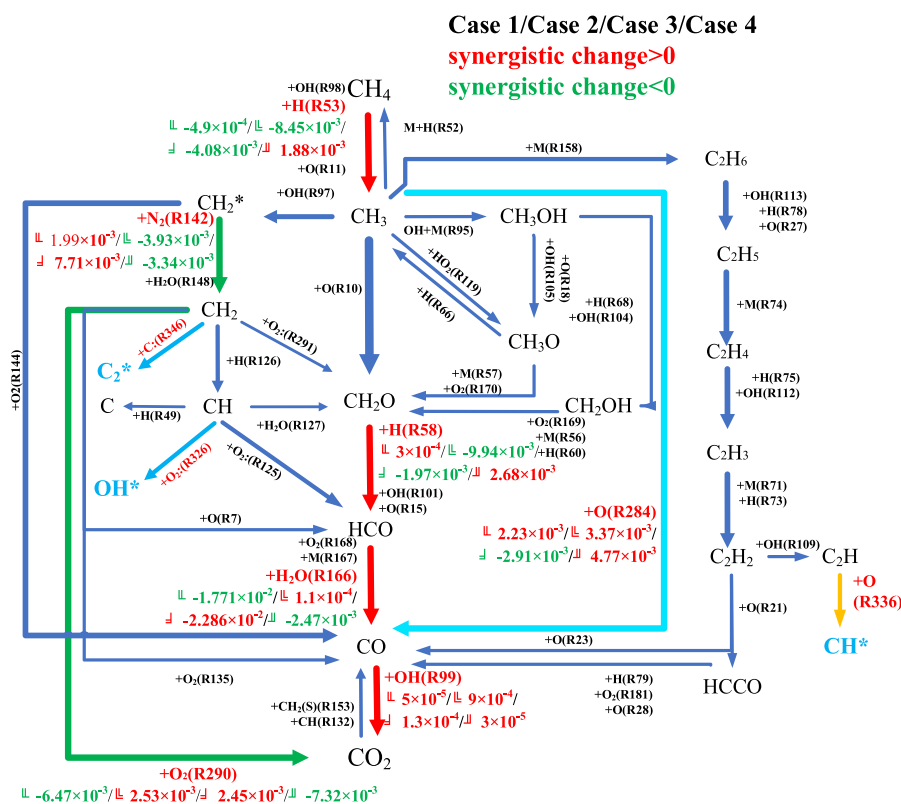 Case 1/Case 2/Case 3/Case 4
synergistic change>0
synergistic change<0
+OH(R98)
CH₄
+H(R53)
╙ -4.9×10⁻⁴/╚ -8.45×10⁻³/
╛ -4.08×10⁻³/╜ 1.88×10⁻³
+O(R11)
M+H(R52)
+M(R158)
C₂H₆
+OH(R97)
CH₂*
CH₃
OH+M(R95)
CH₃OH
+OH(R113)
+H(R78)
+O(R27)
+N₂(R142)
╙ 1.99×10⁻³/╚ -3.93×10⁻³/
╛ 7.71×10⁻³/╜ -3.34×10⁻³
+H₂O(R148)
+HO₂(R119)
+H(R66)
+O(R18)
+OH(R105)
C₂H₅
+O(R10)
+H(R68)
+OH(R104)
+M(R74)
CH₂
+C:(R346)
+O₂:(R291)
CH₃O
C₂H₄
+O2(R144)
+H(R126)
C₂*
+M(R57)
+O₂(R170)
+H(R75)
+OH(R112)
C
+H(R49)
CH
+H₂O(R127)
CH₂O
CH₂OH
+O₂(R169)
+M(R56)
+H(R60)
+H(R58)
╙ 3×10⁻⁴/╚ -9.94×10⁻³/
╛ -1.97×10⁻³/╜ 2.68×10⁻³
C₂H₃
+O₂:(R326)
+O₂:(R125)
OH*
+OH(R101)
+O(R15)
+M(R71)
+H(R73)
+O(R7)
HCO
+O(R284)
╙ 2.23×10⁻³/╚ 3.37×10⁻³/
╛ -2.91×10⁻³/╜ 4.77×10⁻³
+O₂(R168)
+M(R167)
+H₂O(R166)
╙ -1.771×10⁻²/╚ 1.1×10⁻⁴/
╛ -2.286×10⁻²/╜ -2.47×10⁻³
C₂H₂
+OH(R109)
C₂H
+O
(R336)
+O(R21)
CO
+O(R23)
CH*
+O₂(R135)
+OH(R99)
╙ 5×10⁻⁵/╚ 9×10⁻⁴/
╛ 1.3×10⁻⁴/╜ 3×10⁻⁵
+H(R79)
+O₂(R181)
+O(R28)
HCCO
+CH₂(S)(R153)
+CH(R132)
CO₂
+O₂(R290)
╙ -6.47×10⁻³/╚ 2.53×10⁻³/╛ 2.45×10⁻³/╜ -7.32×10⁻³